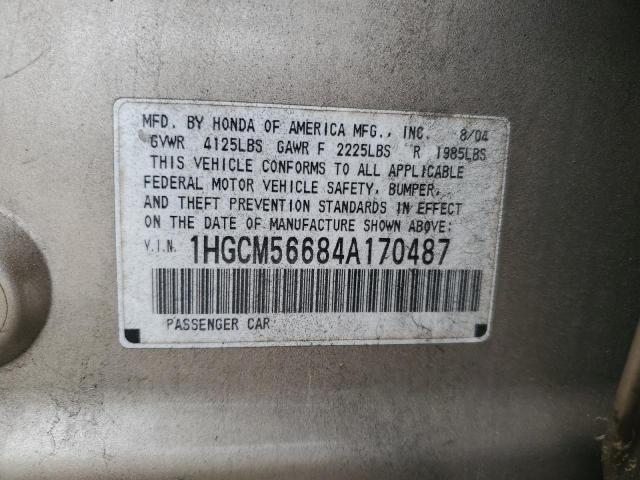 MFD. BY HONDA OF AMERICA MFG., INC. 8/04
GVWR 4125LBS GAWR F 2225LBS R 1985LBS
THIS VEHICLE CONFORMS TO ALL APPLICABLE
FEDERAL MOTOR VEHICLE SAFETY, BUMPER,
AND THEFT PREVENTION STANDARDS IN EFFECT
ON THE DATE OF MANUFACTURE SHOWN ABOVE:
V.I.N. 1HGCM56684A170487
PASSENGER CAR